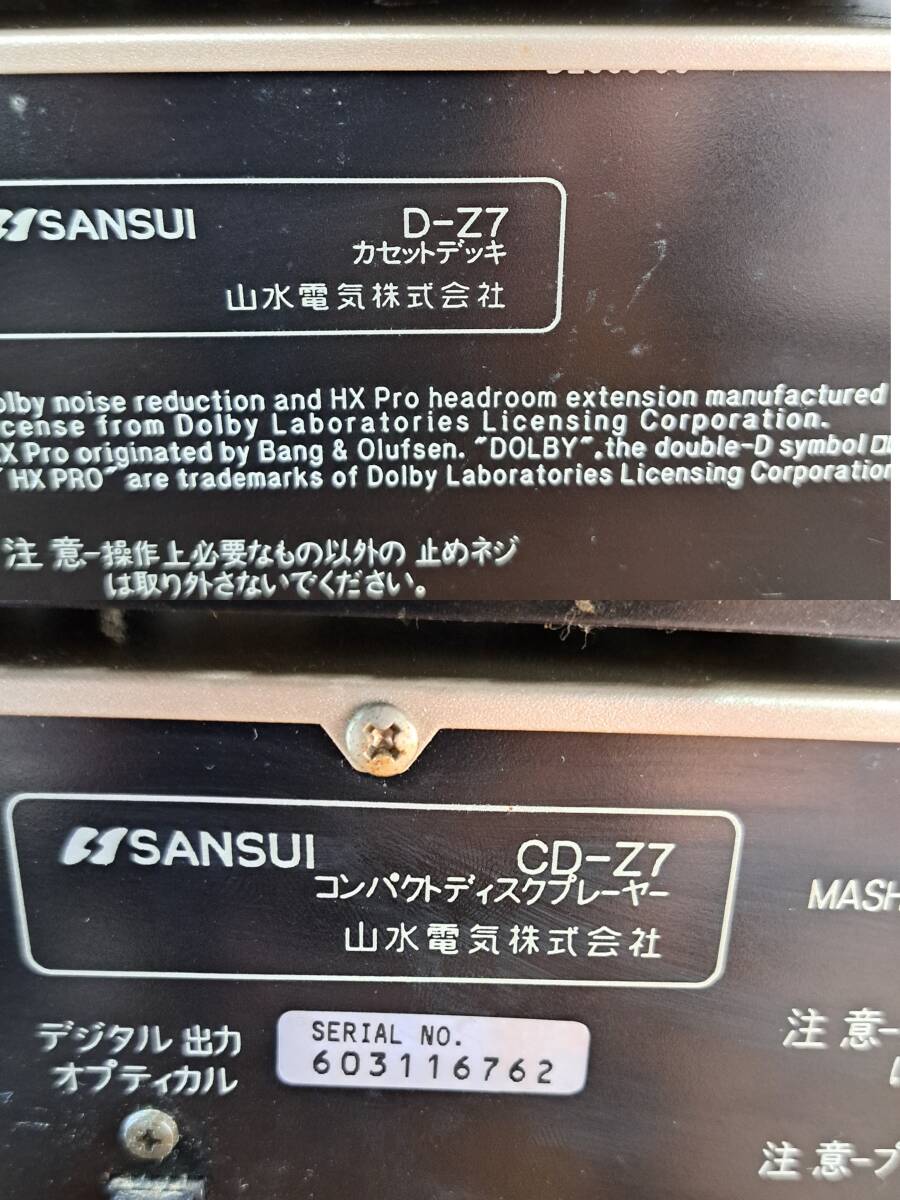 SANSUI
D-Z7
カセットデッキ
山水電気株式会社
noise reduction and HX Pro headroom extension manufactured
from Dolby Laboratories Licensing Corporation.
Pro originated by Bang & Olufsen. "DOLBY", the double-D symbol
HX PRO" are trademarks of Dolby Laboratories Licensing Corporation
注 意-操作上必要なもの以外の 止めネジ
は取り外さないでください。
SANSUI
CD-Z7
コンパクトディスクプレーヤー
山水電気株式会社
MASH
デジタル 出力
オプティカル
SERIAL NO.
603116762
注 意-
注 意-プ